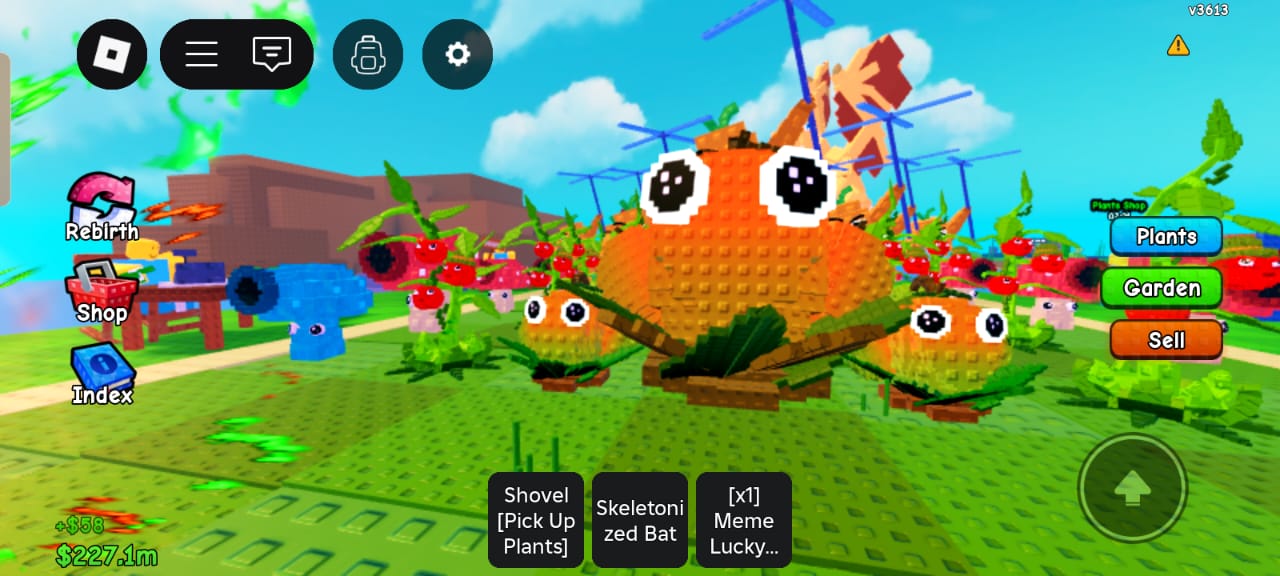 v3613
Rebirth
Shop
Index
Plants Shop
Plants
Garden
Sell
+$58
$227.1m
Shovel
[Pick Up
Plants]
Skeletoni
zed Bat
[x1]
Meme
Lucky...